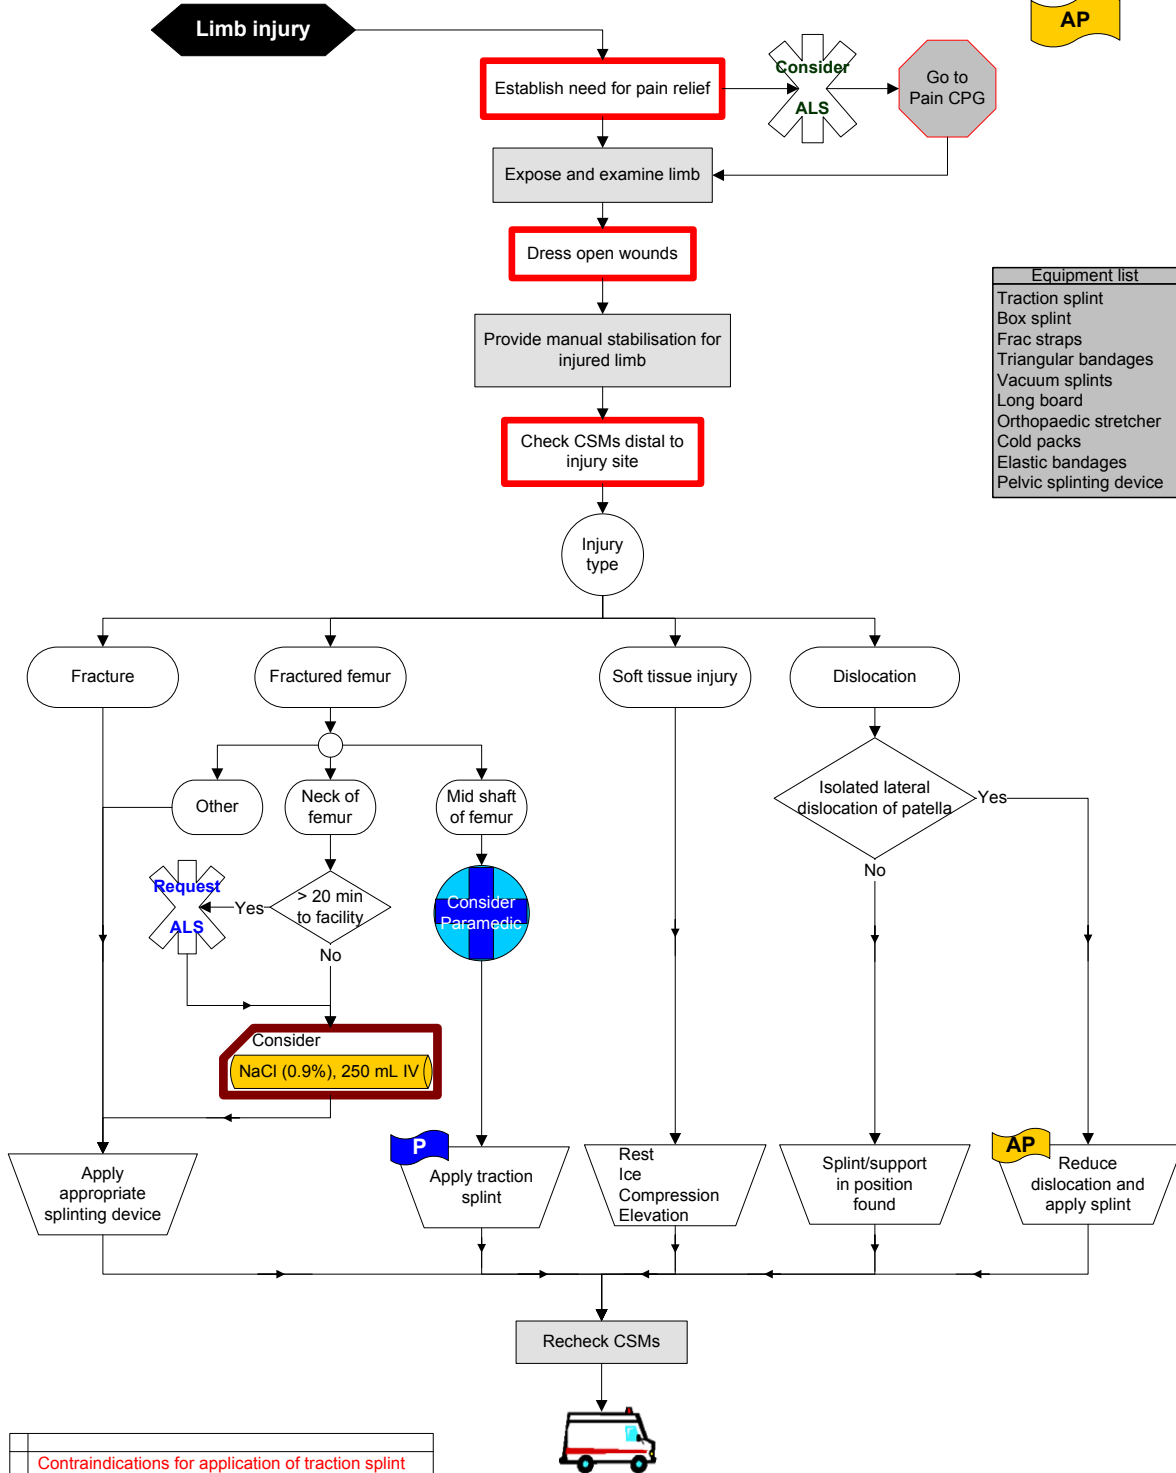 Limb injury
AP
Establish need for pain relief
Consider
ALS
Go to
Pain CPG
Expose and examine limb
Dress open wounds
Equipment list
Traction splint
Box splint
Frac straps
Triangular bandages
Vacuum splints
Long board
Orthopaedic stretcher
Cold packs
Elastic bandages
Pelvic splinting device
Provide manual stabilisation for
injured limb
Check CSMs distal to
injury site
Injury
type
Fracture
Fractured femur
Soft tissue injury
Dislocation
Other
Neck of
femur
Mid shaft
of femur
Isolated lateral
dislocation of patella
Yes
No
Request
ALS
Yes
> 20 min
to facility
No
Consider
Paramedic
Consider
NaCl (0.9%), 250 mL IV
Apply
appropriate
splinting device
P
Apply traction
splint
Rest
Ice
Compression
Elevation
Splint/support
in position
found
AP
Reduce
dislocation and
apply splint
Recheck CSMs
Contraindications for application of traction splint